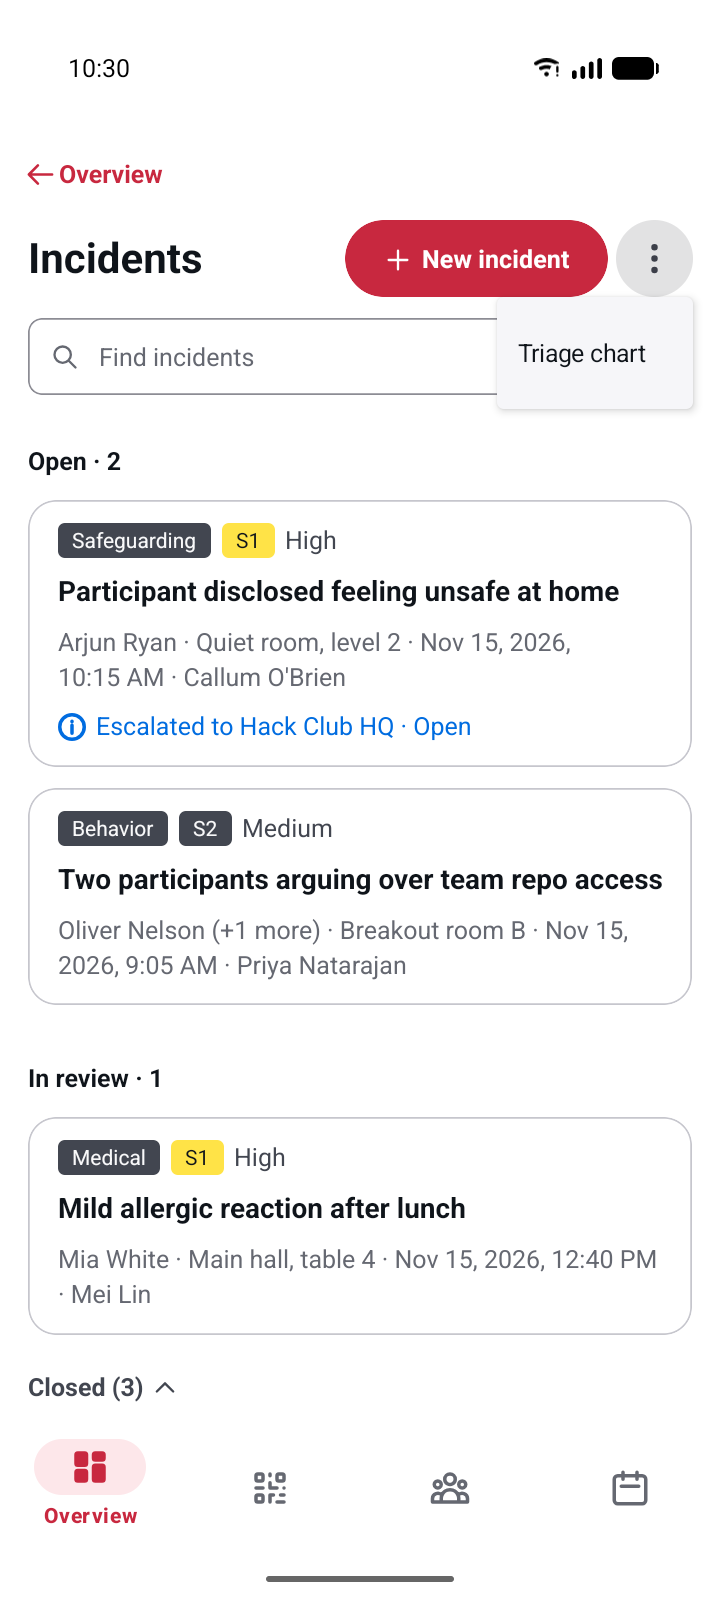 10:30
Overview
Incidents
New incident
Find incidents
Triage chart
Open · 2
Safeguarding S1 High
Participant disclosed feeling unsafe at home
Arjun Ryan · Quiet room, level 2 · Nov 15, 2026,
10:15 AM · Callum O'Brien
Escalated to Hack Club HQ · Open
Behavior S2 Medium
Two participants arguing over team repo access
Oliver Nelson (+1 more) · Breakout room B · Nov 15,
2026, 9:05 AM · Priya Natarajan
In review · 1
Medical S1 High
Mild allergic reaction after lunch
Mia White · Main hall, table 4 · Nov 15, 2026, 12:40 PM
· Mei Lin
Closed (3)
Overview